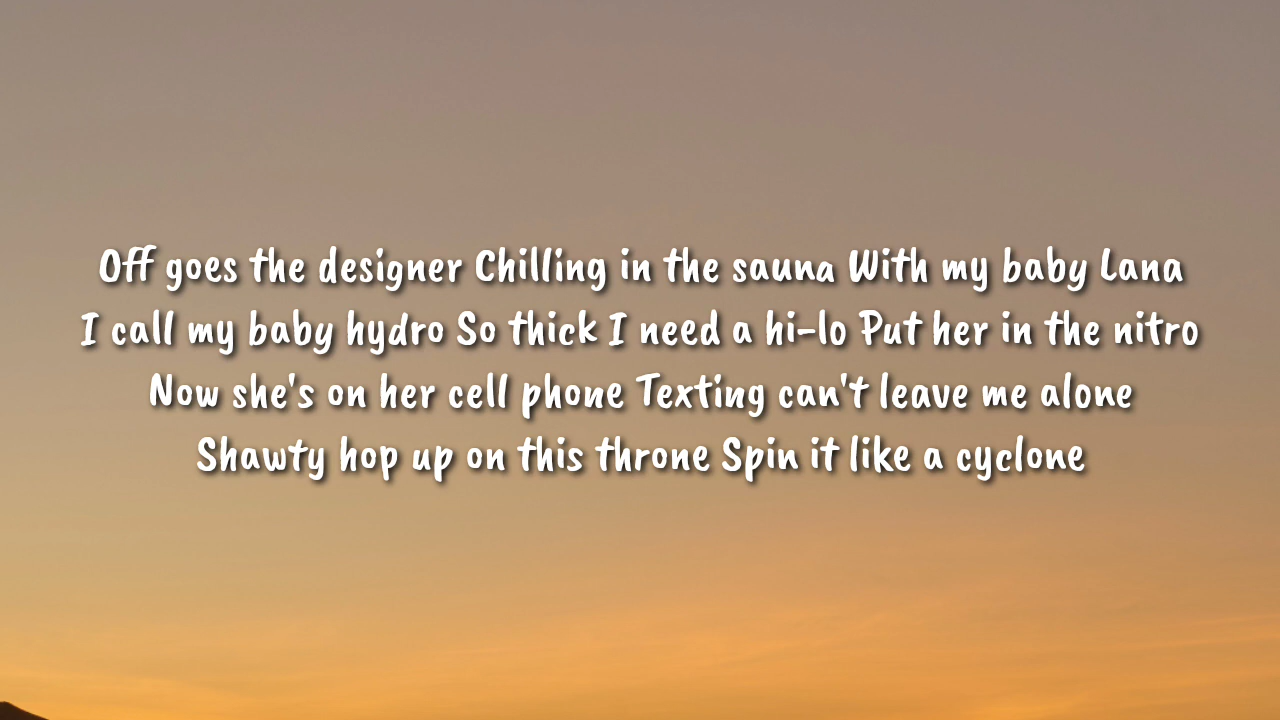 Off goes the designer Chilling in the sauna With my baby Lana
I call my baby hydro So thick I need a hi-lo Put her in the nitro
Now she's on her cell phone Texting can't leave me alone
Shawty hop up on this throne Spin it like a cyclone